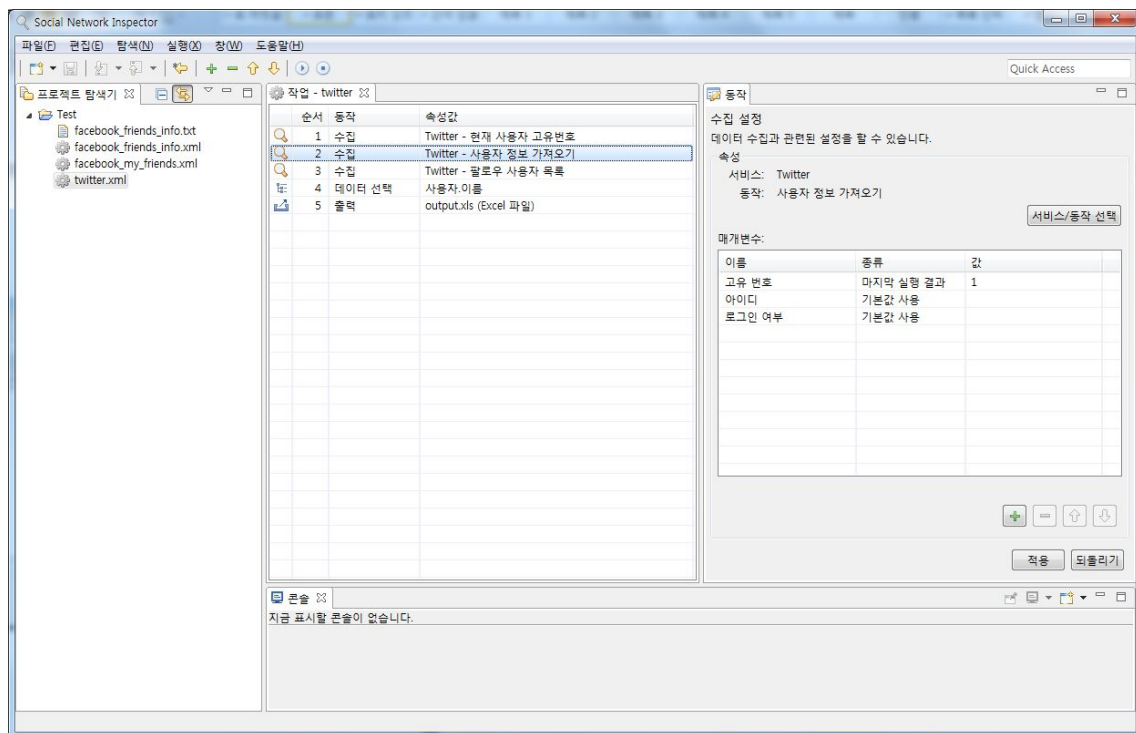 Social Network Inspector
파일(F) 편집(E) 탐색(N) 실행(X) 창(W) 도움말(H)
Quick Access
프로젝트 탐색기
Test
facebook_friends_info.txt
facebook_friends_info.xml
facebook_my_friends.xml
twitter.xml
작업 - twitter
순서 동작 속성값
1 수집 Twitter - 현재 사용자 고유번호
2 수집 Twitter - 사용자 정보 가져오기
3 수집 Twitter - 팔로우 사용자 목록
4 데이터 선택 사용자.이름
5 출력 output.xls (Excel 파일)
동작
수집 설정
데이터 수집과 관련된 설정을 할 수 있습니다.
속성
서비스: Twitter
동작: 사용자 정보 가져오기
서비스/동작 선택
매개변수:
이름 종류 값
고유 번호 마지막 실행 결과 1
아이디 기본값 사용
로그인 여부 기본값 사용
적용 되돌리기
콘솔
지금 표시할 콘솔이 없습니다.